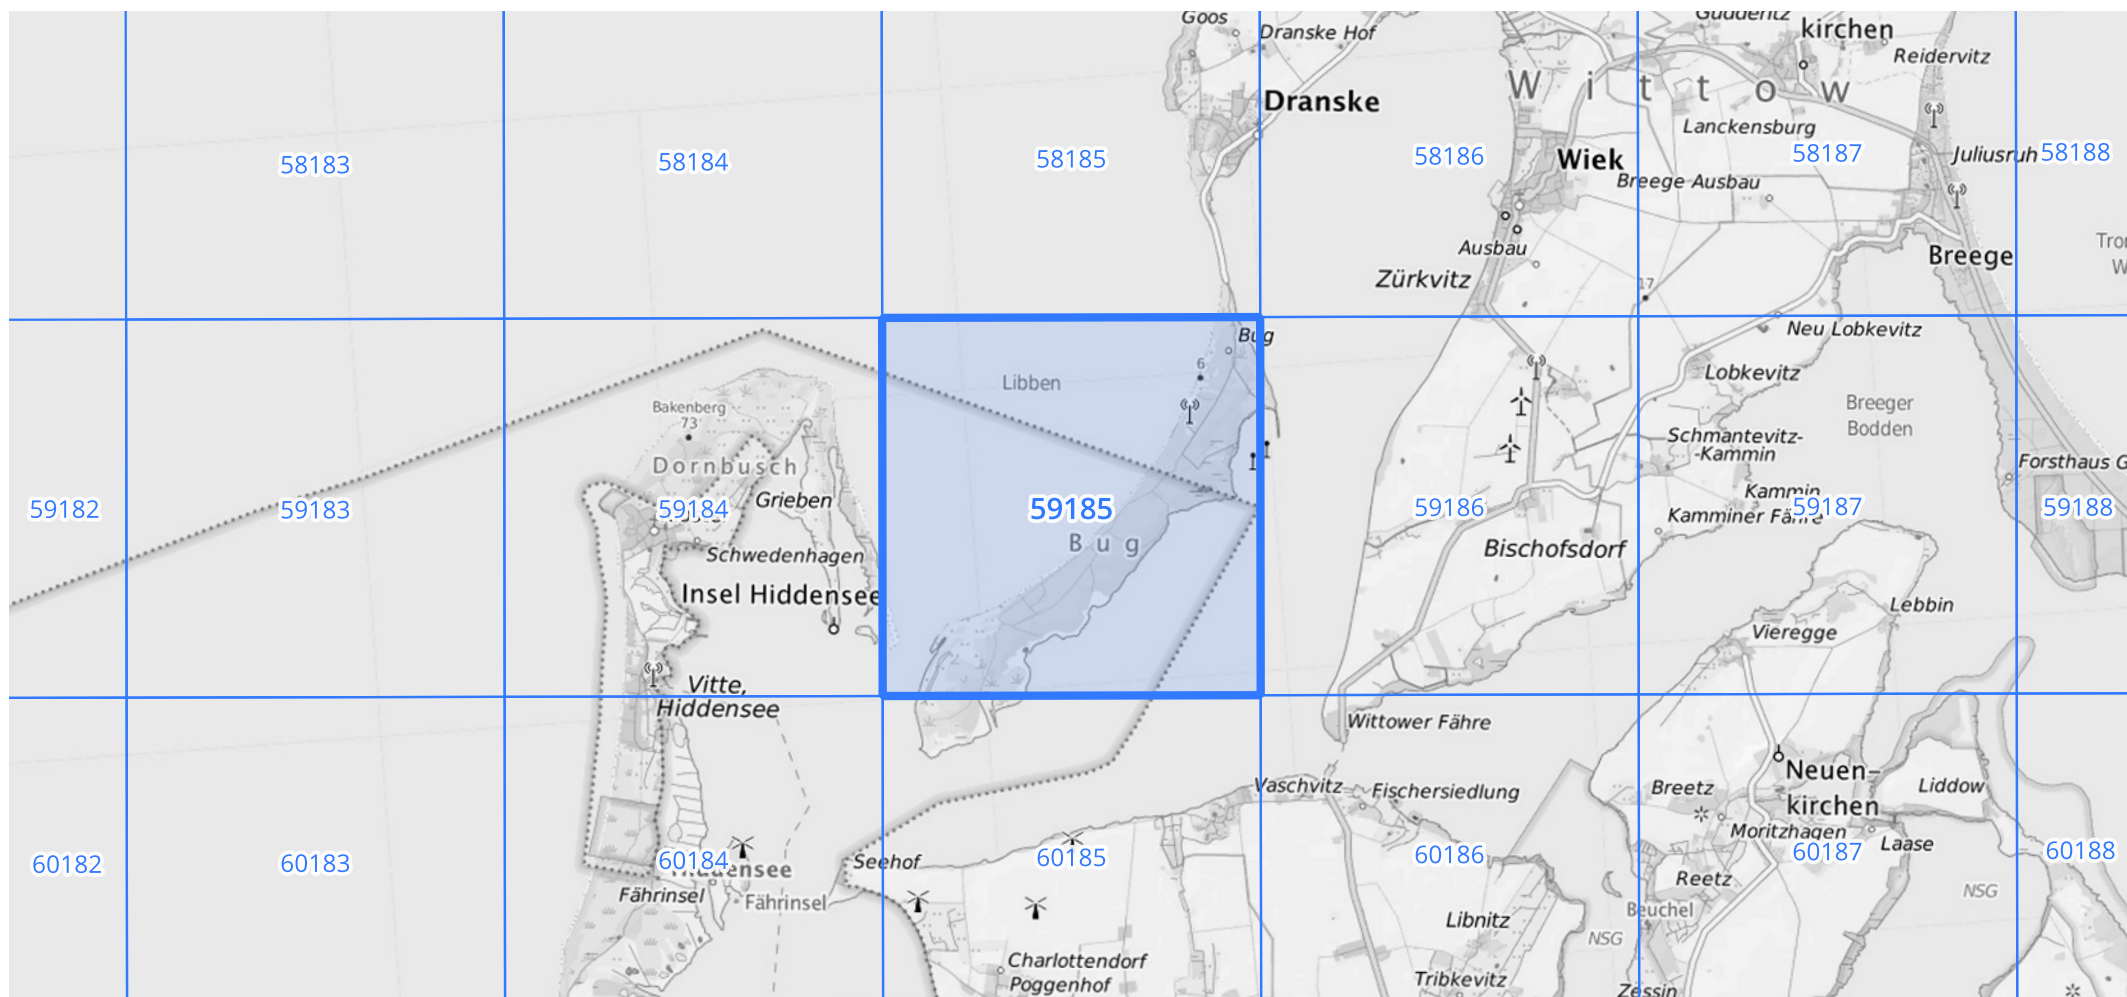 Goos
Dranske Hof
Dranske
Gudderitz
kirchen
Reidervitz
W i t t o w
Lanckensburg
58183
58184
58185
58186
Wiek
58187
Juliusruh
58188
Breege Ausbau
Ausbau
Zürkvitz
Breege
17
Bug
Neu Lobkevitz
6
Libben
Lobkevitz
Bakenberg
73
Breeger
Bodden
Schmantevitz-
-Kammin
Dornbusch
Grieben
Forsthaus G
Kammin
59182
59183
59184
59185
59186
59187
59188
Kamminer Fähre
Bug
Schwedenhagen
Bischofsdorf
Insel Hiddensee
Lebbin
Vieregge
Vitte,
Hiddensee
Wittower Fähre
Neuen-
kirchen
Vaschvitz
Fischersiedlung
Breetz
Liddow
Moritzhagen
Laase
60182
60183
60184
60185
60186
60187
60188
Seehof
Hiddensee
Fährinsel
Fährinsel
Reetz
NSG
Beuchel
Libnitz
NSG
Charlottendorf
Poggenhof
Tribkevitz
Zessin